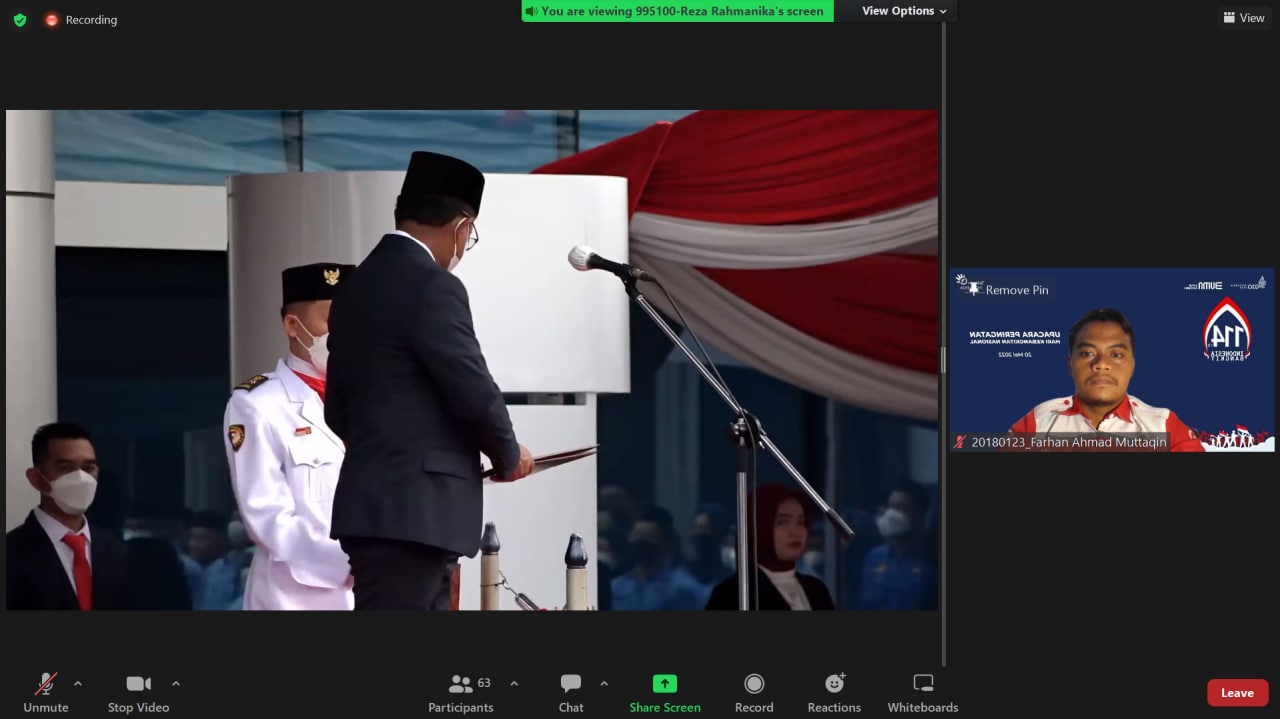 Recording
You are viewing 995100-Reza Rahmanika's screen
View Options
View
Remove Pin
BUMN
UPACARA PERINGATAN
HARI KEBANGKITAN NASIONAL
20 Mei 2022
114
INDONESIA
BANGKIT
20180123_Farhan Ahmad Muttaqin
Unmute
Stop Video
63
Participants
Chat
Share Screen
Record
Reactions
Whiteboards
Leave